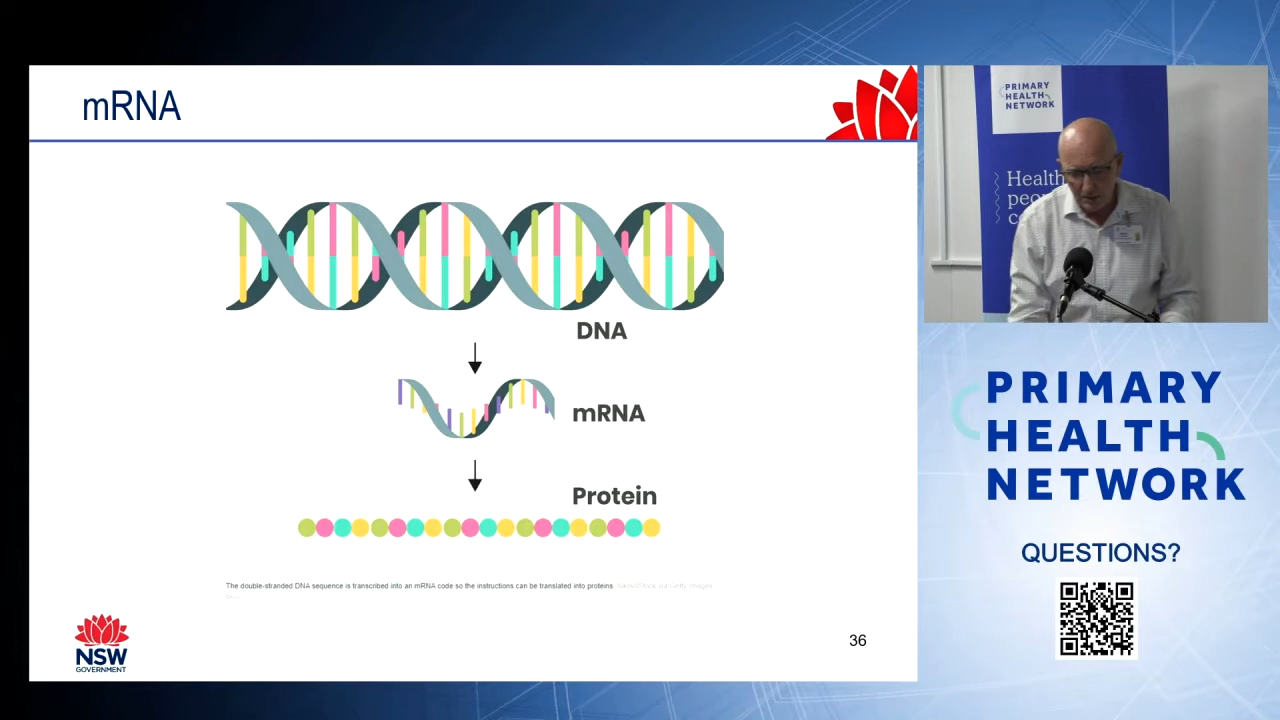 mRNA
DNA
mRNA
Protein
The double-stranded DNA sequence is transcribed into an mRNA code so the instructions can be translated into proteins.
36
NSW
GOVERNMENT
PRIMARY
HEALTH
NETWORK
Health
PRIMARY
HEALTH
NETWORK
QUESTIONS?